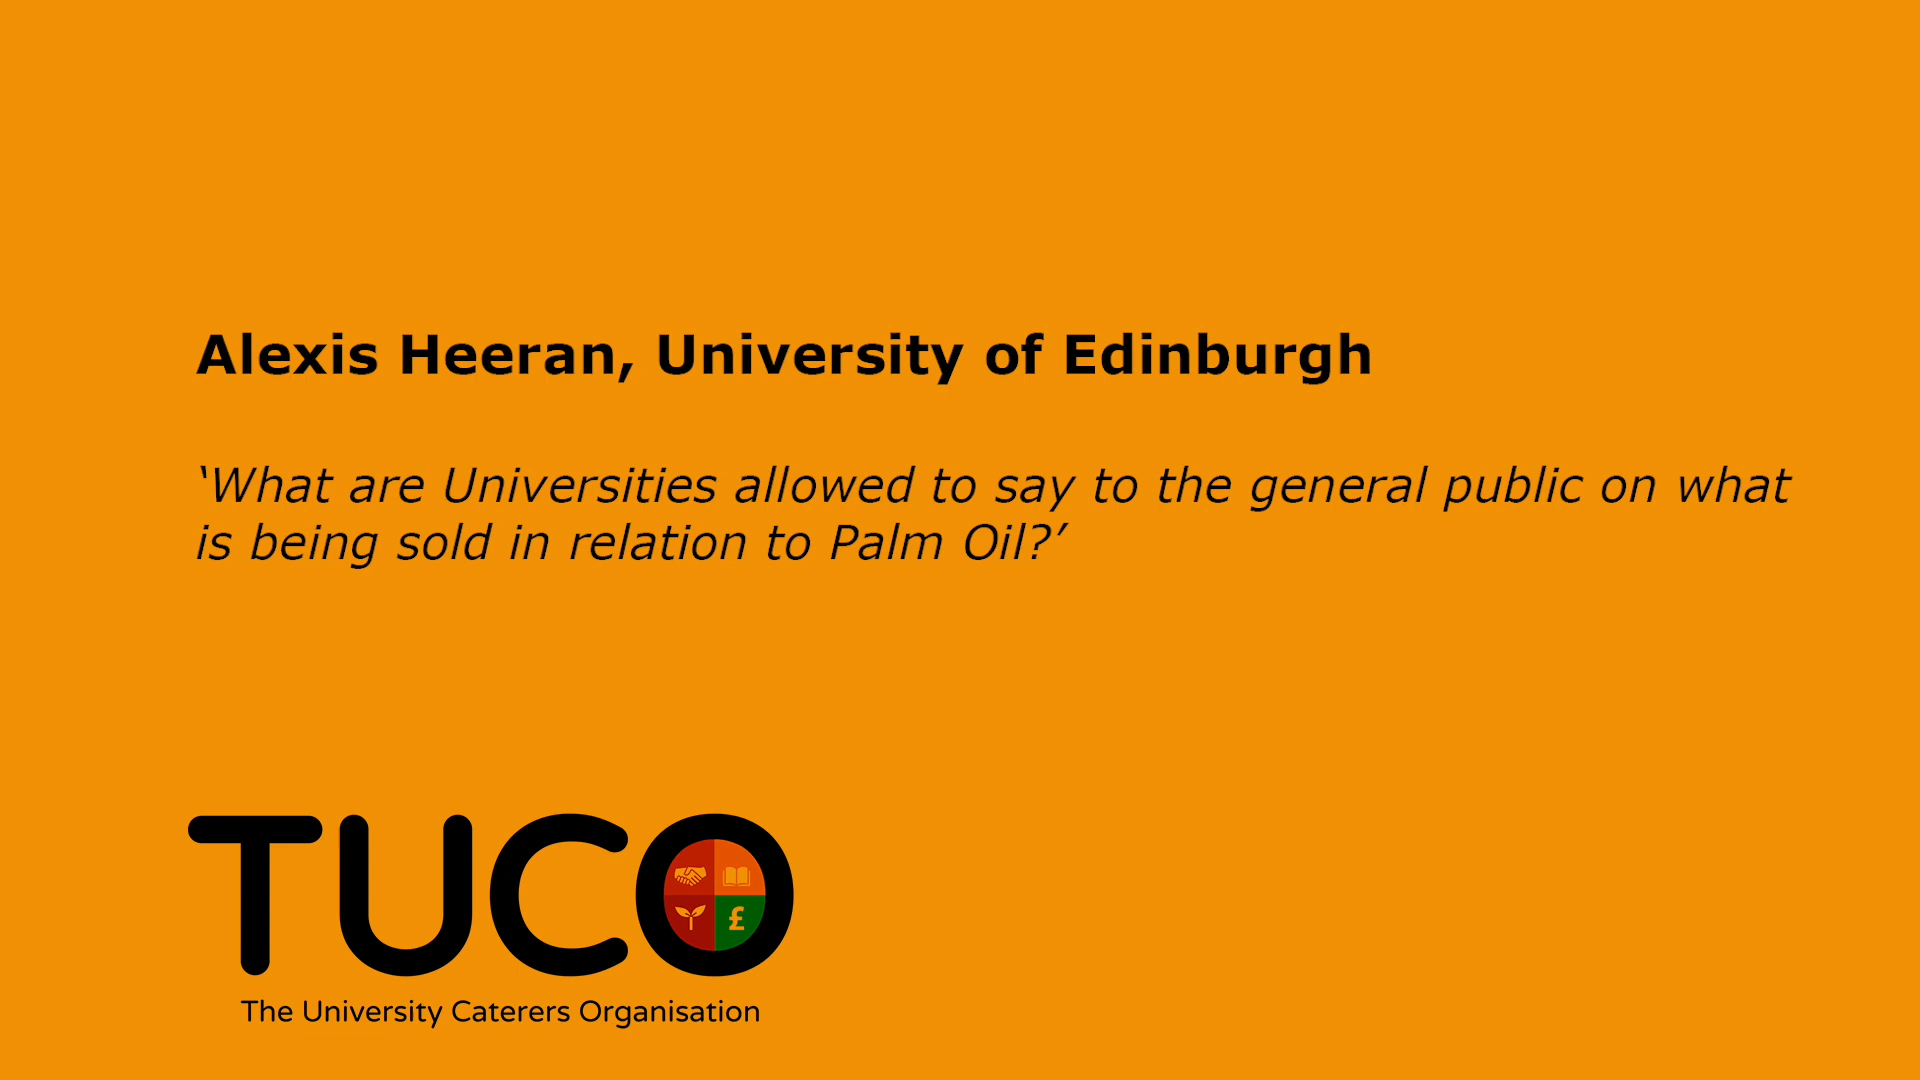 Alexis Heeran, University of Edinburgh
‘What are Universities allowed to say to the general public on what
is being sold in relation to Palm Oil?’
TUCO
£
The University Caterers Organisation